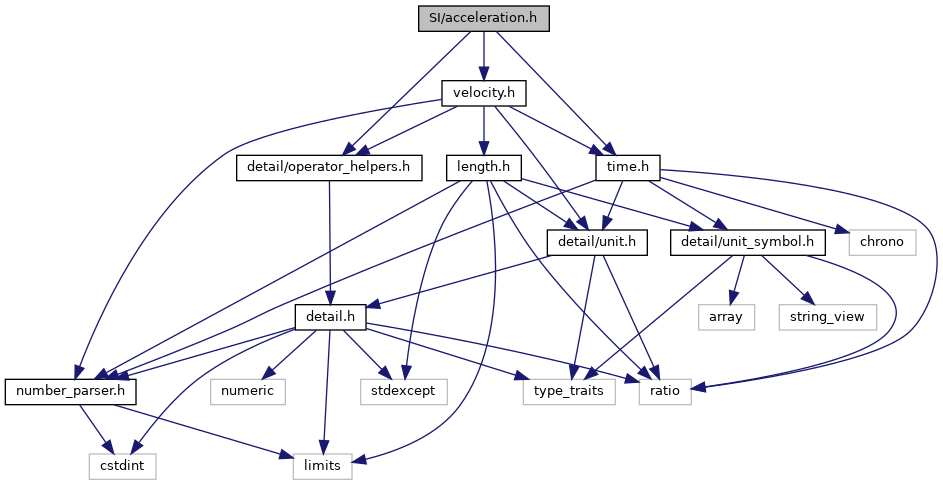 SI/acceleration.h
velocity.h
detail/operator_helpers.h
length.h
time.h
detail/unit.h
detail/unit_symbol.h
chrono
detail.h
array
string_view
number_parser.h
numeric
stdexcept
type_traits
ratio
cstdint
limits